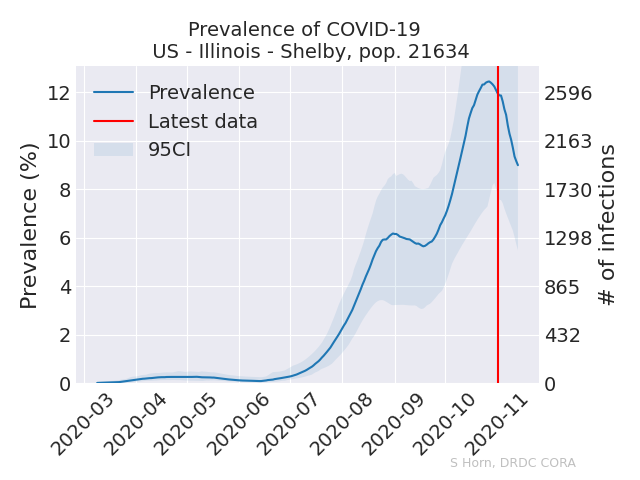 Prevalence of COVID-19
US - Illinois - Shelby, pop. 21634
Prevalence
Latest data
95CI
Prevalence (%)
12
10
8
6
4
2
0
2596
2163
1730
1298
865
432
0
# of infections
2020-03
2020-04
2020-05
2020-06
2020-07
2020-08
2020-09
2020-10
2020-11
S Horn, DRDC CORA